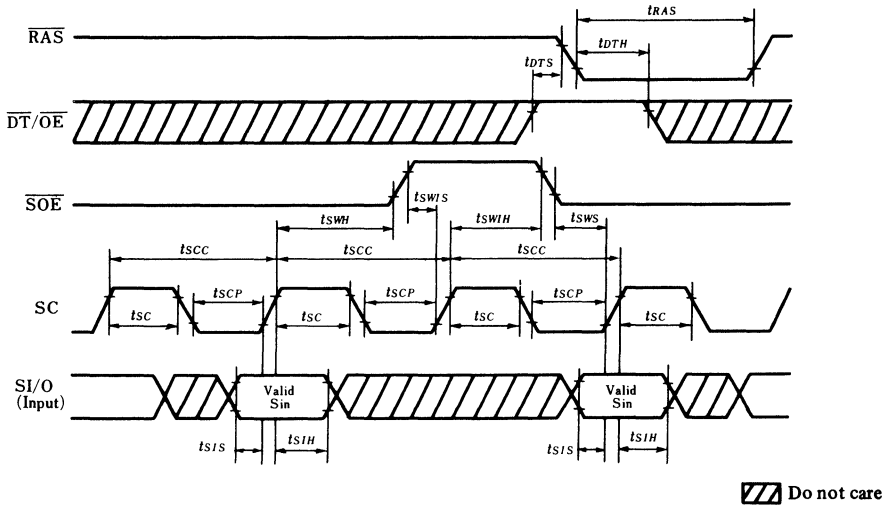 tRAS
RAS
tDTH
tDTS
DT/OE
SOE
tSWIS
tSWH
tSWIH
tSWS
tSCC
tSCC
tSCC
SC
tSCP
tSCP
tSCP
tSC
tSC
tSC
tSC
SI/O
(Input)
Valid
Sin
Valid
Sin
tSIS
tSIH
tSIS
tSIH
Do not care